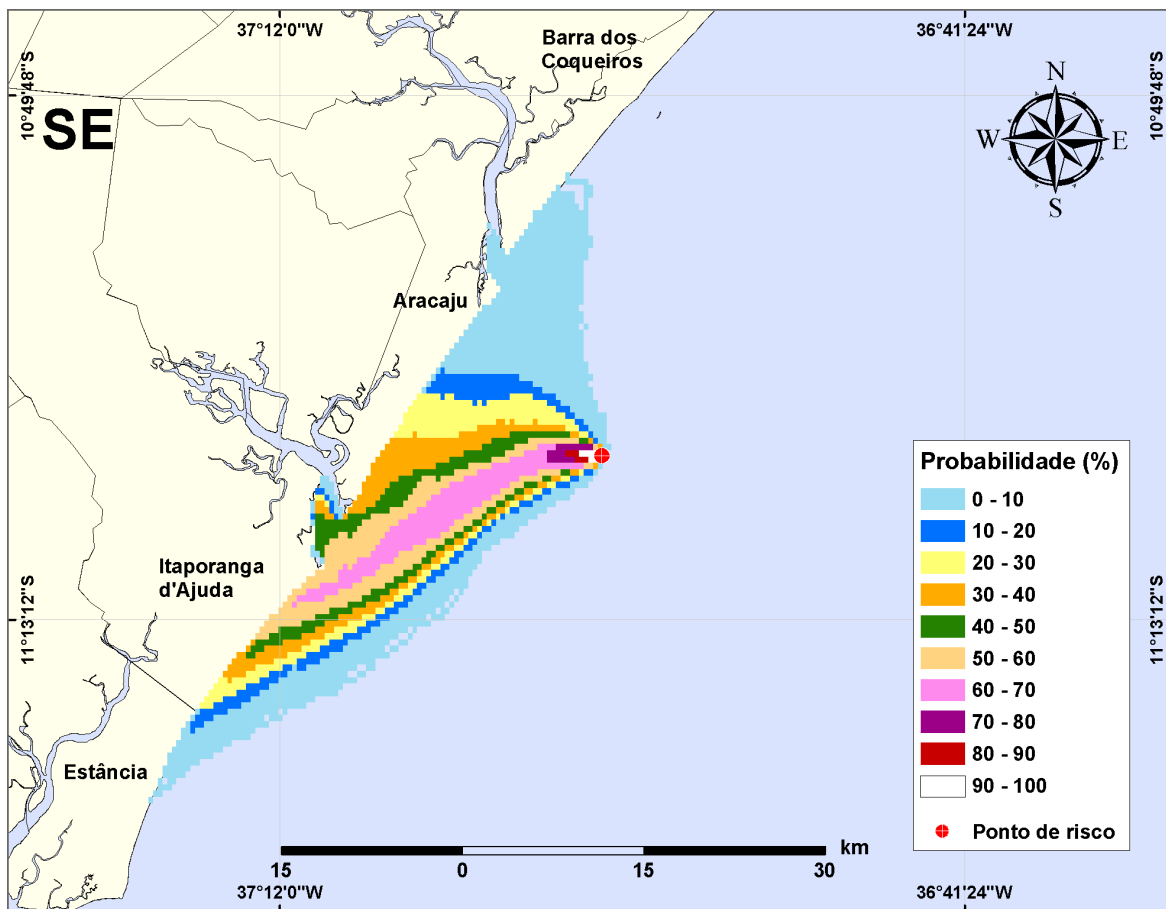 37°12'0"W
36°41'24"W
Barra dos
Coqueiros
10°49'48"S
10°49'48"S
SE
N
W
E
S
Aracaju
Itaporanga
d'Ajuda
11°13'12"S
11°13'12"S
Estância
Probabilidade (%)
0 - 10
10 - 20
20 - 30
30 - 40
40 - 50
50 - 60
60 - 70
70 - 80
80 - 90
90 - 100
Ponto de risco
km
15
0
15
30
37°12'0"W
36°41'24"W